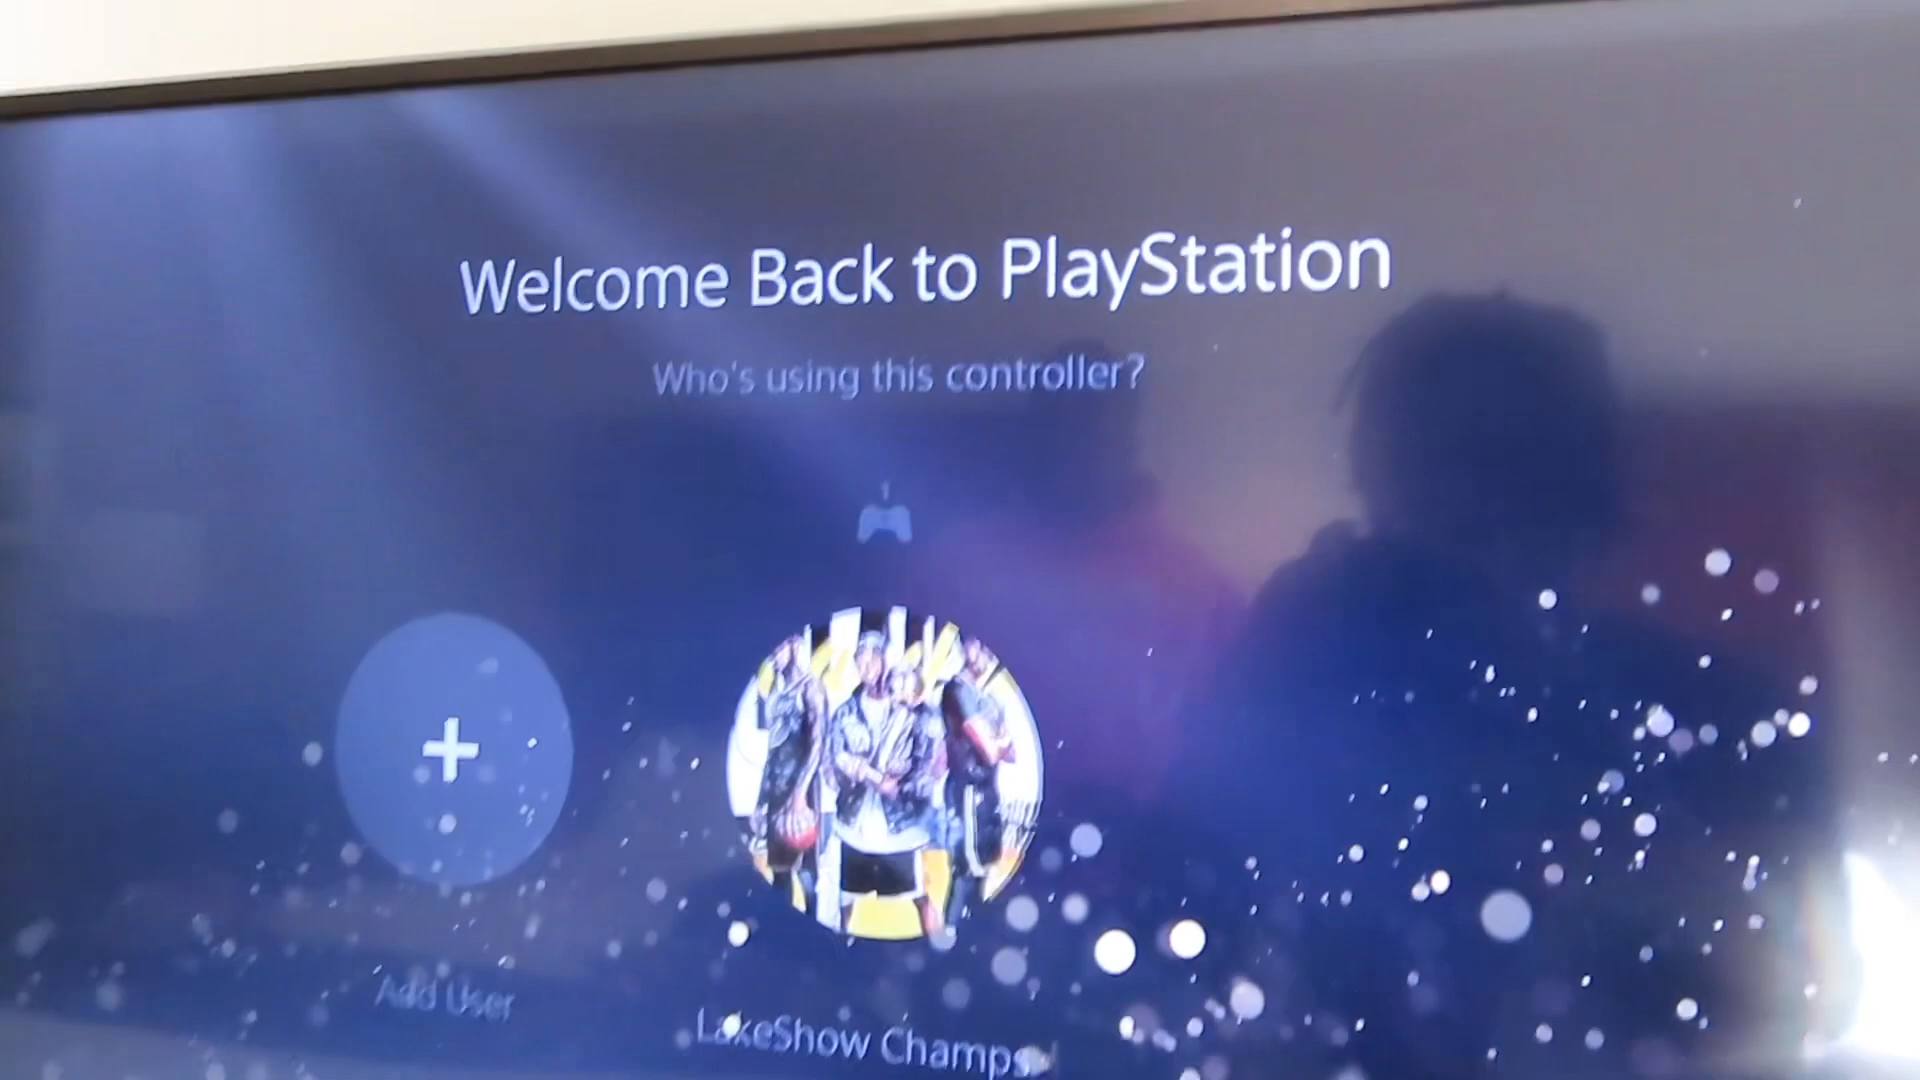 Welcome Back to PlayStation
Who's using this controller?
Add User
LakeShow Champs